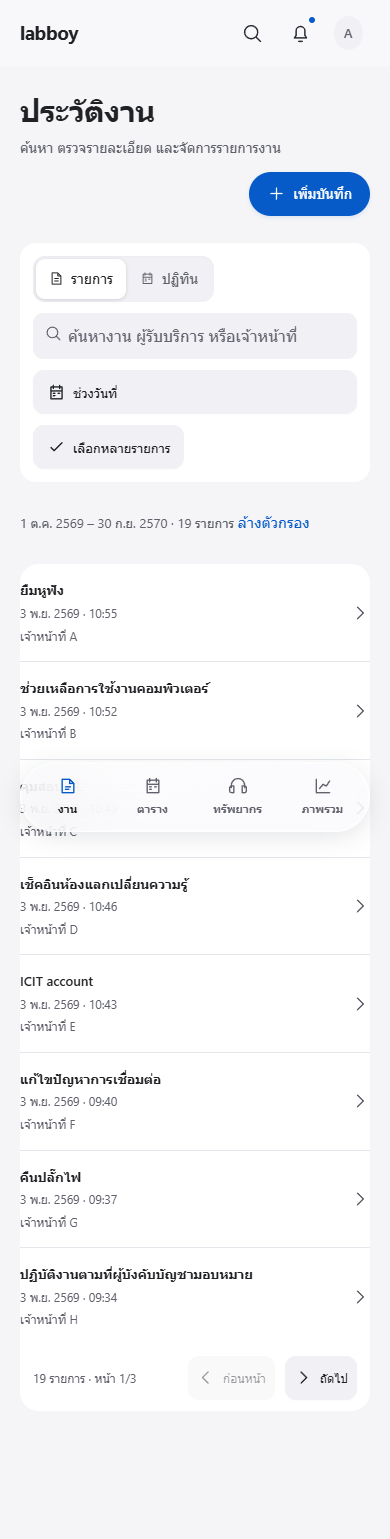 labboy
A
ประวัติงาน
ค้นหา ตรวจรายละเอียด และจัดการรายการงาน
เพิ่มบันทึก
รายการ
ปฏิทิน
ค้นหางาน ผู้รับบริการ หรือเจ้าหน้าที่
ช่วงวันที่
เลือกหลายรายการ
1 ต.ค. 2569 – 30 ก.ย. 2570 · 19 รายการ ล้างตัวกรอง
ยืมหูฟัง
3 พ.ย. 2569 · 10:55
เจ้าหน้าที่ A
ช่วยเหลือการใช้งานคอมพิวเตอร์
3 พ.ย. 2569 · 10:52
เจ้าหน้าที่ B
งาน
ตาราง
ทรัพยากร
ภาพรวม
เจ้าหน้าที่ C
เช็คอินห้องแลกเปลี่ยนความรู้
3 พ.ย. 2569 · 10:46
เจ้าหน้าที่ D
ICIT account
3 พ.ย. 2569 · 10:43
เจ้าหน้าที่ E
แก้ไขปัญหาการเชื่อมต่อ
3 พ.ย. 2569 · 09:40
เจ้าหน้าที่ F
คืนปลั๊กไฟ
3 พ.ย. 2569 · 09:37
เจ้าหน้าที่ G
ปฏิบัติงานตามที่ผู้บังคับบัญชามอบหมาย
3 พ.ย. 2569 · 09:34
เจ้าหน้าที่ H
19 รายการ · หน้า 1/3
ก่อนหน้า
ถัดไป